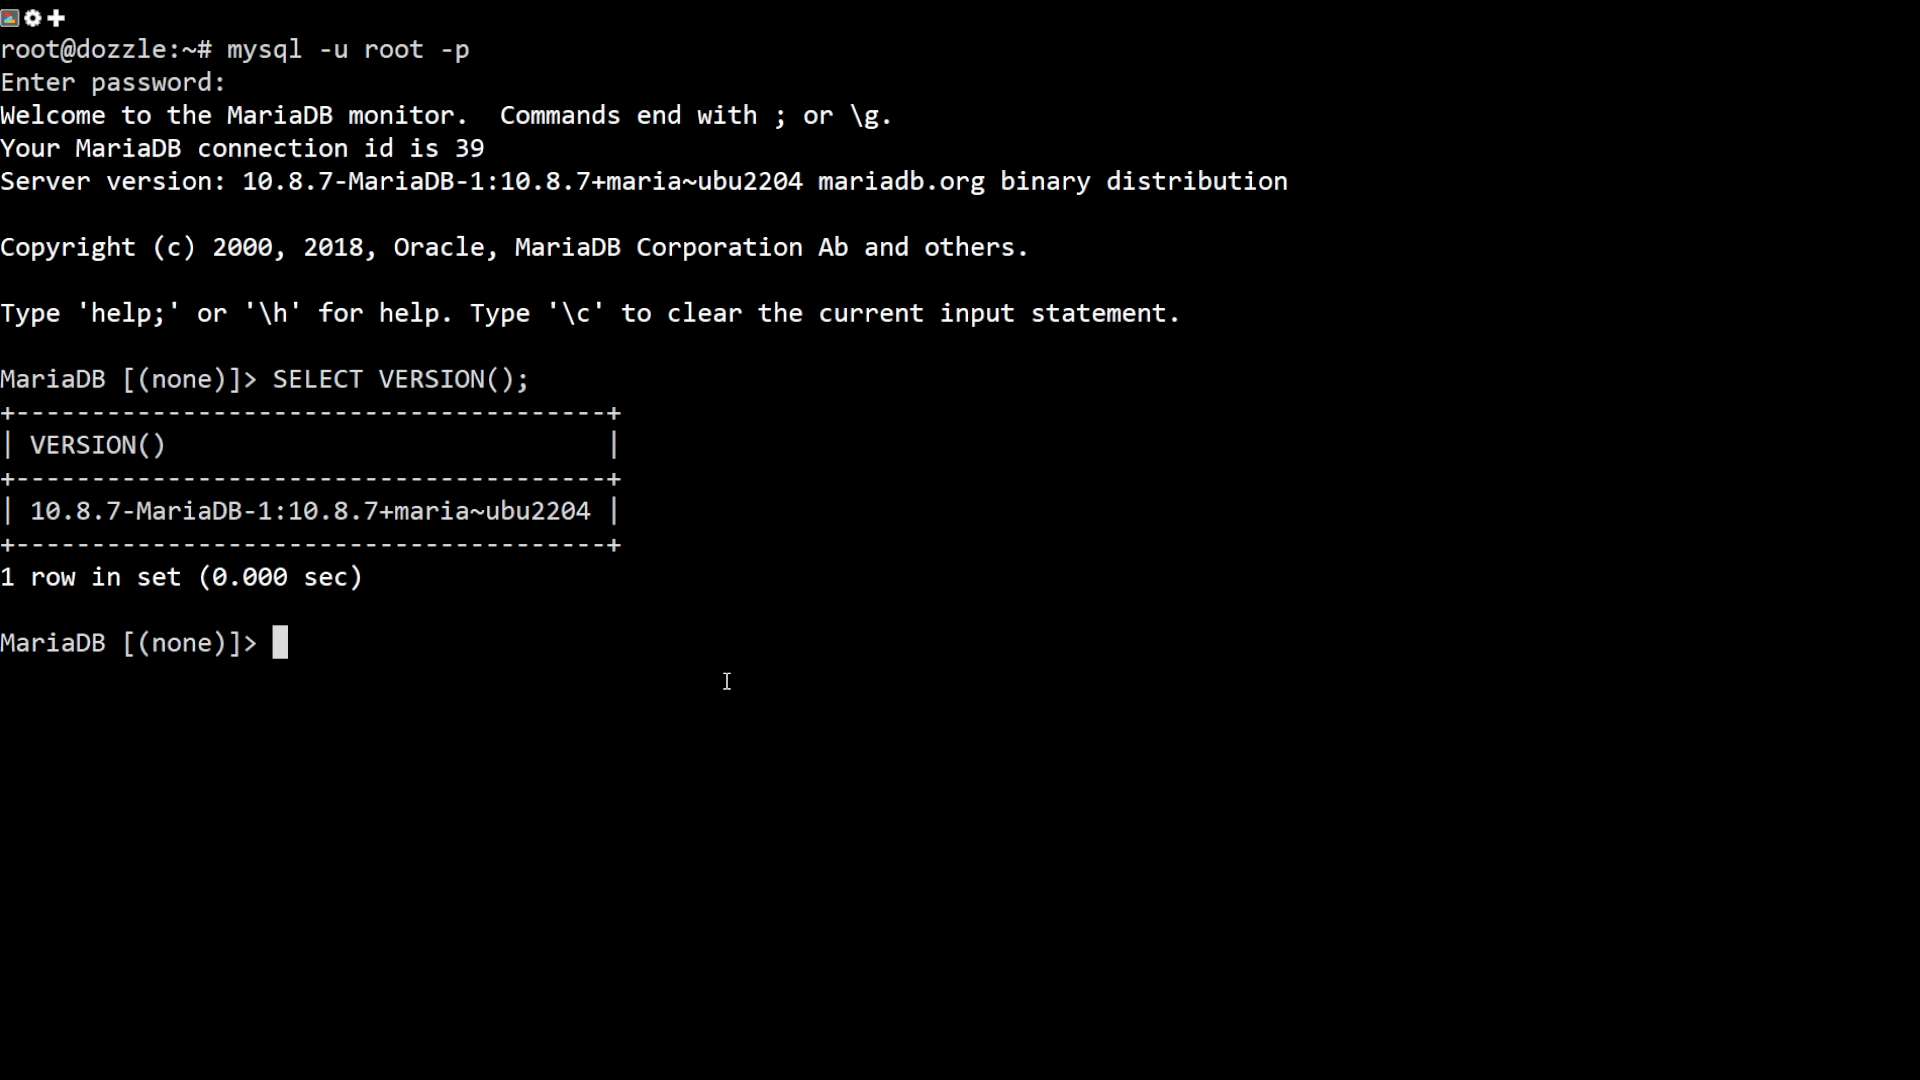 root@dozzle:~# mysql -u root -p
Enter password:
Welcome to the MariaDB monitor.  Commands end with ; or \g.
Your MariaDB connection id is 39
Server version: 10.8.7-MariaDB-1:10.8.7+maria~ubu2204 mariadb.org binary distribution

Copyright (c) 2000, 2018, Oracle, MariaDB Corporation Ab and others.

Type 'help;' or '\h' for help. Type '\c' to clear the current input statement.

MariaDB [(none)]> SELECT VERSION();
+---------------------------------------+
| VERSION()                             |
+---------------------------------------+
| 10.8.7-MariaDB-1:10.8.7+maria~ubu2204 |
+---------------------------------------+
1 row in set (0.000 sec)

MariaDB [(none)]>